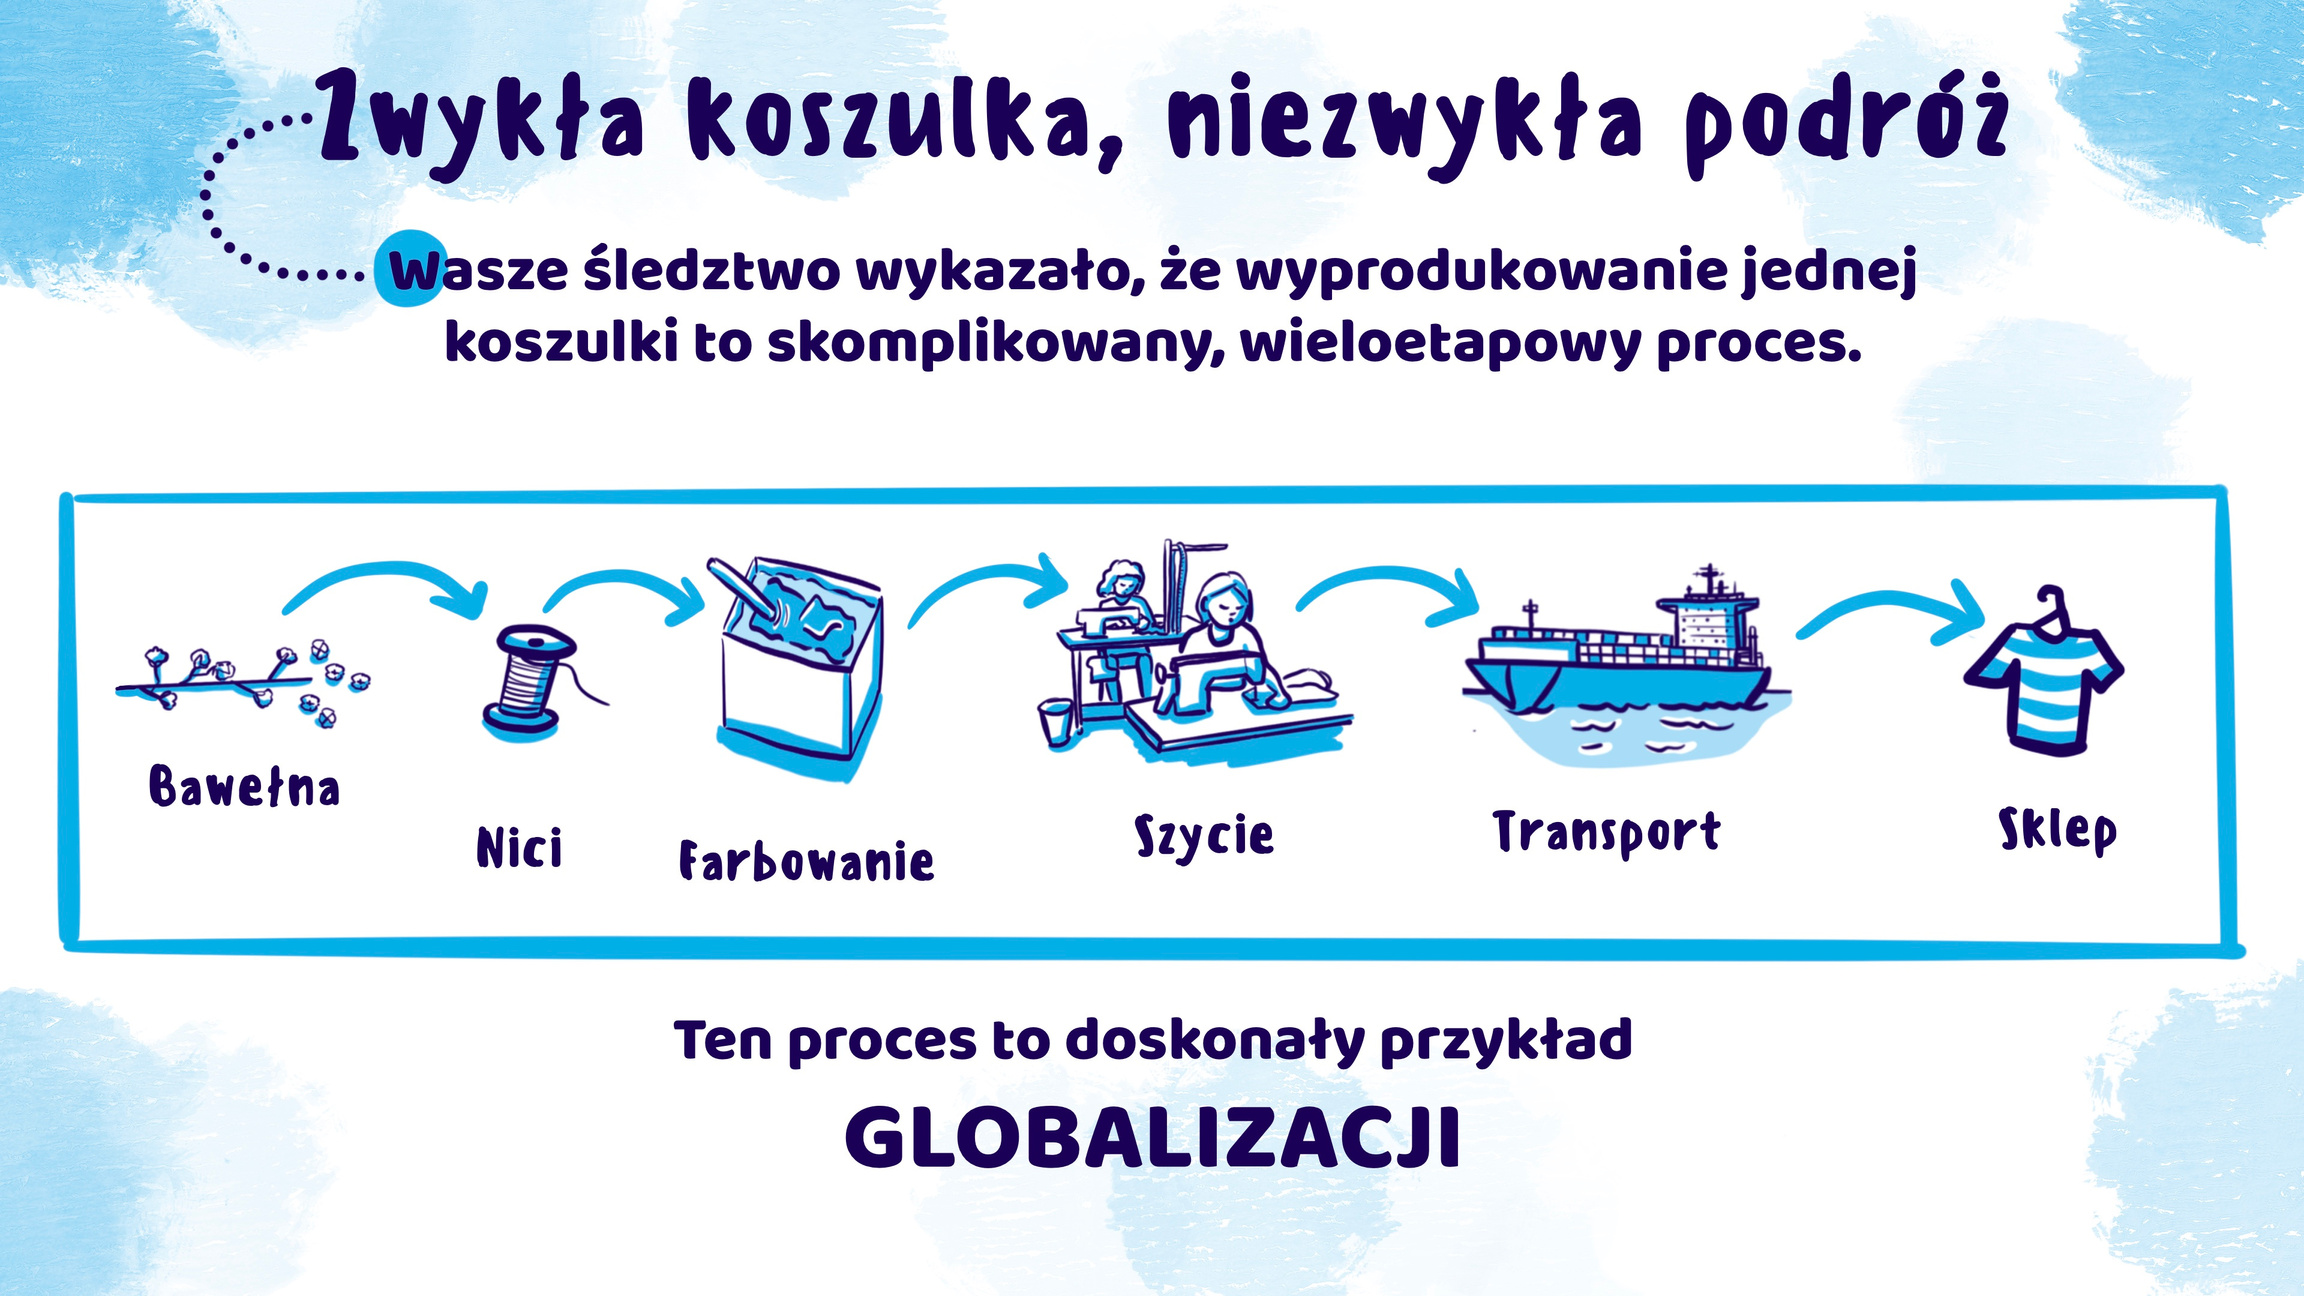 Zwykła koszulka, niezwykła podróż
Wasze śledztwo wykazało, że wyprodukowanie jednej
koszulki to skomplikowany, wieloetapowy proces.
Bawełna
Nici
Farbowanie
Szycie
Transport
Sklep
Ten proces to doskonały przykład
GLOBALIZACJI